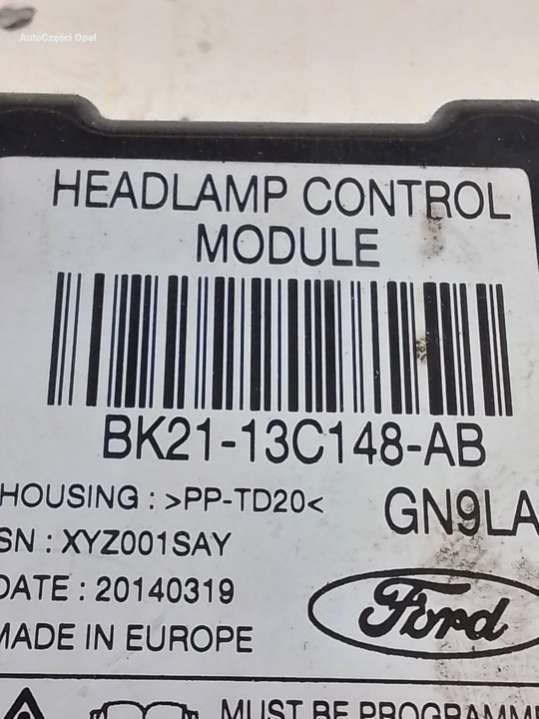 AutoCzęści Opel
HEADLAMP CONTROL
MODULE
BK21-13C148-AB
HOUSING : >PP-TD20<
GN9LA
SN : XYZ001SAY
DATE : 20140319
MADE IN EUROPE
Ford
MUST BE PROGRAMME